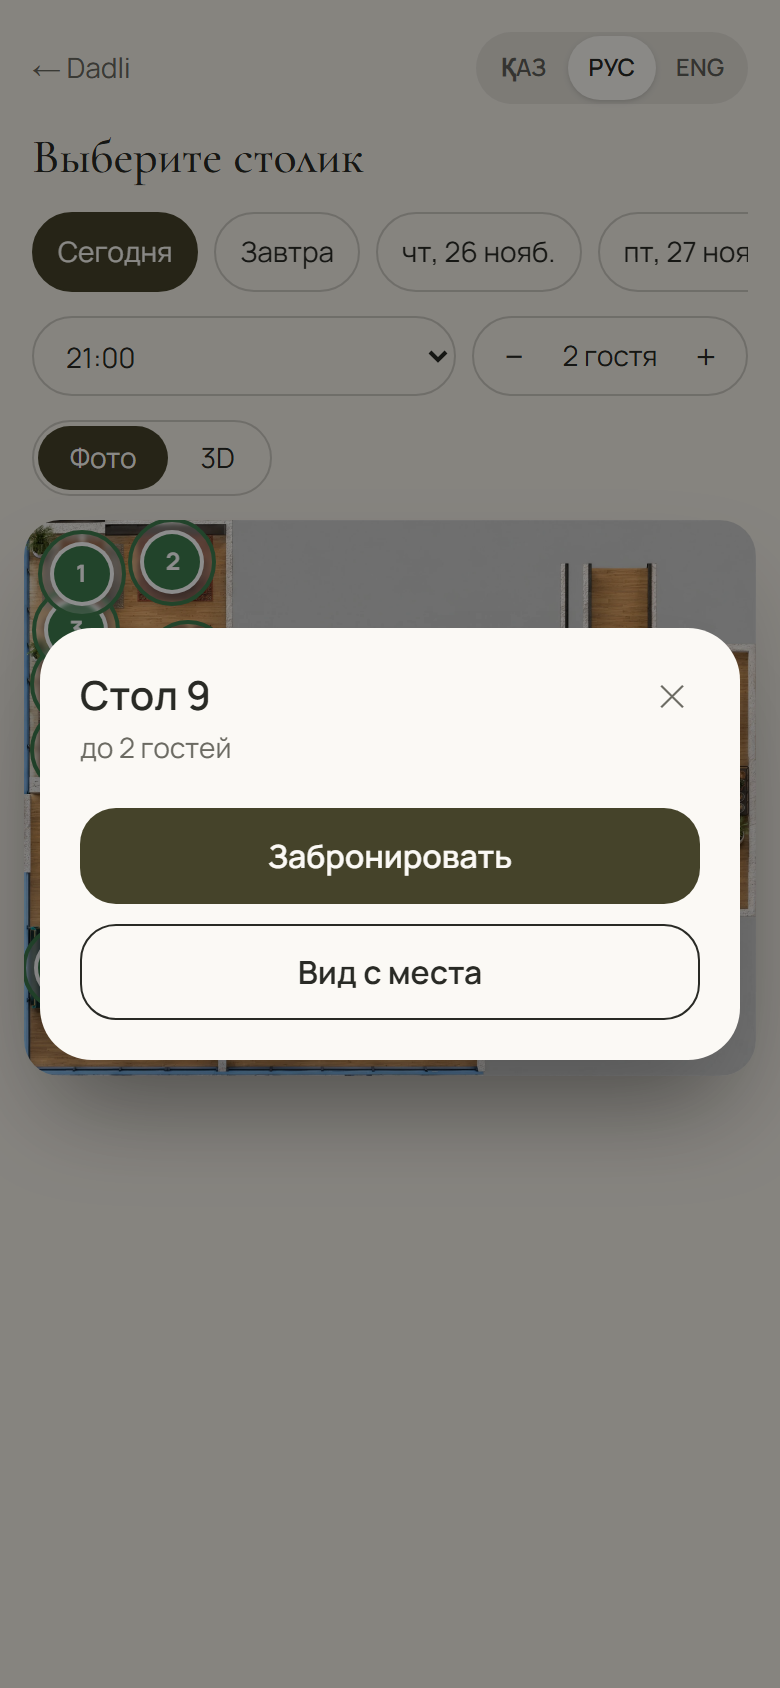 ← Dadli
ҚАЗ РУС ENG
Выберите столик
Сегодня Завтра чт, 26 нояб. пт, 27 ноя
21:00 − 2 гостя +
Фото 3D
1 2
3
Стол 9
до 2 гостей
Забронировать
Вид с места